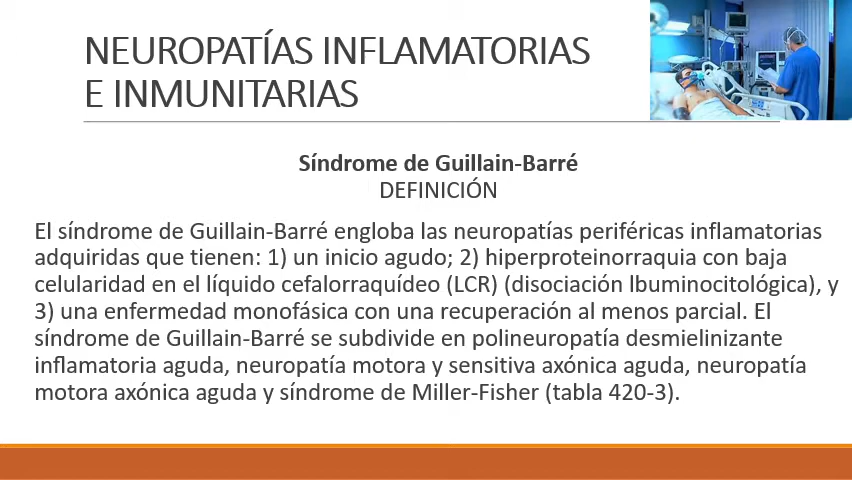 NEUROPATÍAS INFLAMATORIAS
E INMUNITARIAS
Síndrome de Guillain-Barré
DEFINICIÓN
El síndrome de Guillain-Barré engloba las neuropatías periféricas inflamatorias
adquiridas que tienen: 1) un inicio agudo; 2) hiperproteinorraquia con baja
celularidad en el líquido cefalorraquídeo (LCR) (disociación lbuminocitológica), y
3) una enfermedad monofásica con una recuperación al menos parcial. El
síndrome de Guillain-Barré se subdivide en polineuropatía desmielinizante
inflamatoria aguda, neuropatía motora y sensitiva axónica aguda, neuropatía
motora axónica aguda y síndrome de Miller-Fisher (tabla 420-3).